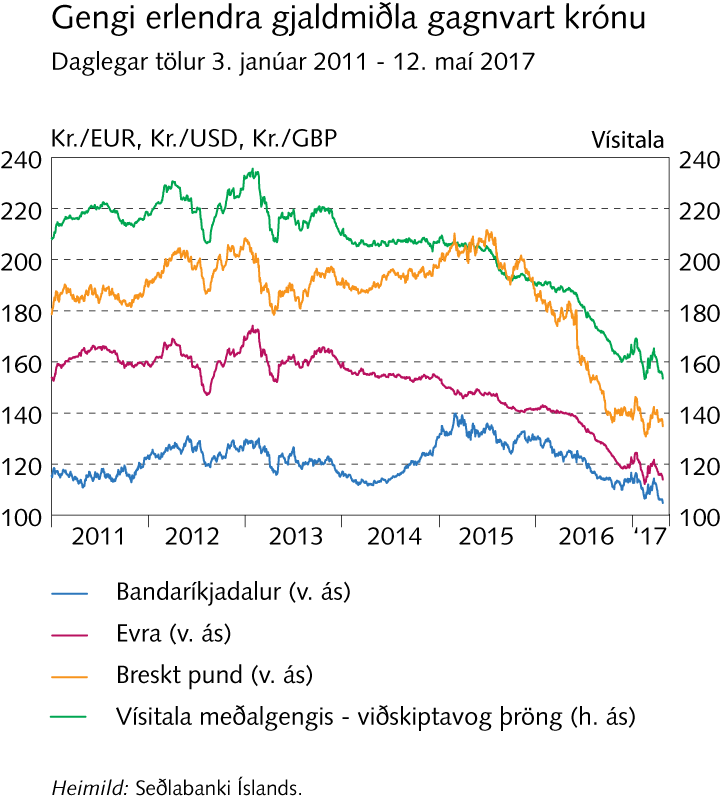 Gengi erlendra gjaldmiðla gagnvart krónu
Daglegar tölur 3. janúar 2011 - 12. maí 2017
Kr./EUR, Kr./USD, Kr./GBP Vísitala
240 240
220 220
200 200
180 180
160 160
140 140
120 120
100 100
2011 2012 2013 2014 2015 2016 '17
Bandaríkjadalur (v. ás)
Evra (v. ás)
Breskt pund (v. ás)
Vísitala meðalgengis - viðskiptavog þröng (h. ás)
Heimild: Seðlabanki Íslands.